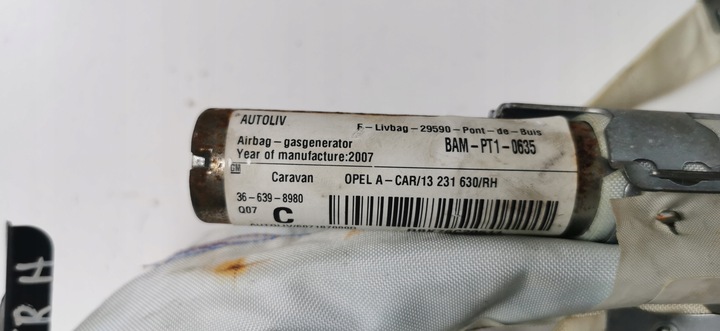 AUTOLIV
F-Livbag-29590-Pont-de-Buis
Airbag-gasgenerator
BAM-PT1-0635
Year of manufacture:2007
GM
Caravan
OPEL A-CAR/13 231 630/RH
36-639-8980
Q07
C
RH